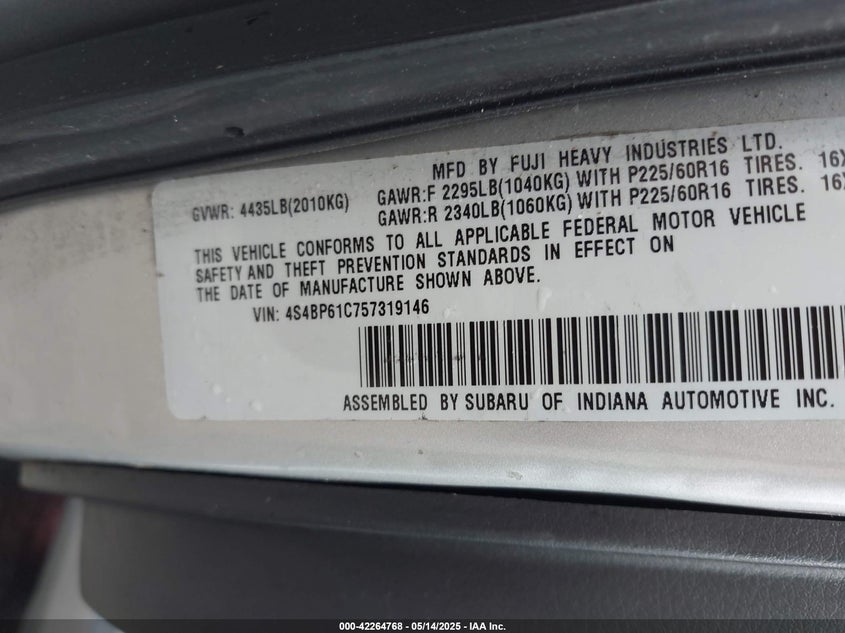 MFD BY FUJI HEAVY INDUSTRIES LTD.
GVWR: 4435LB(2010KG)
GAWR:F 2295LB(1040KG) WITH P225/60R16 TIRES. 16X
GAWR:R 2340LB(1060KG) WITH P225/60R16 TIRES. 16X
THIS VEHICLE CONFORMS TO ALL APPLICABLE FEDERAL MOTOR VEHICLE
SAFETY AND THEFT PREVENTION STANDARDS IN EFFECT ON
THE DATE OF MANUFACTURE SHOWN ABOVE.
VIN: 4S4BP61C757319146
ASSEMBLED BY SUBARU OF INDIANA AUTOMOTIVE INC.
000-42264768 - 05/14/2025 - IAA Inc.